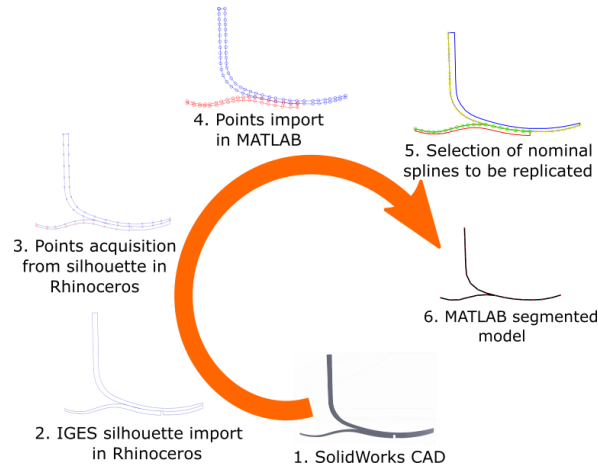 4. Points import
in MATLAB
5. Selection of nominal
splines to be replicated
3. Points acquisition
from silhouette in
Rhinoceros
6. MATLAB segmented
model
2. IGES silhouette import
in Rhinoceros
1. SolidWorks CAD